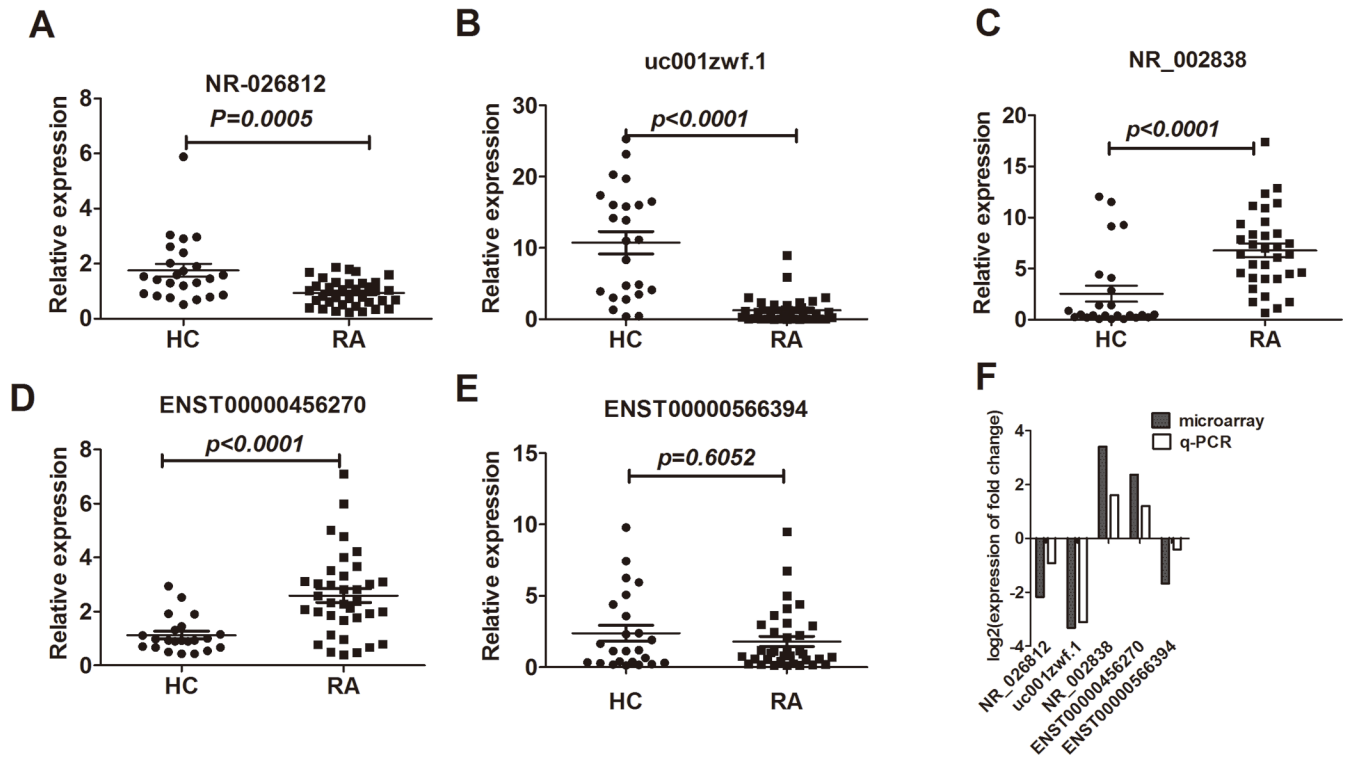 A
NR-026812
P=0.0005
Relative expression
8
6
4
2
0
HC
RA
B
uc001zwf.1
p<0.0001
Relative expression
30
20
10
0
HC
RA
C
NR_002838
p<0.0001
Relative expression
20
15
10
5
0
HC
RA
D
ENST00000456270
p<0.0001
Relative expression
8
6
4
2
0
HC
RA
E
ENST00000566394
p=0.6052
Relative expression
15
10
5
0
HC
RA
F
log2(expression of fold change)
4
2
0
-2
-4
microarray
q-PCR
NR_026812
uc001zwf.1
NR_002838
ENST00000456270
ENST00000566394